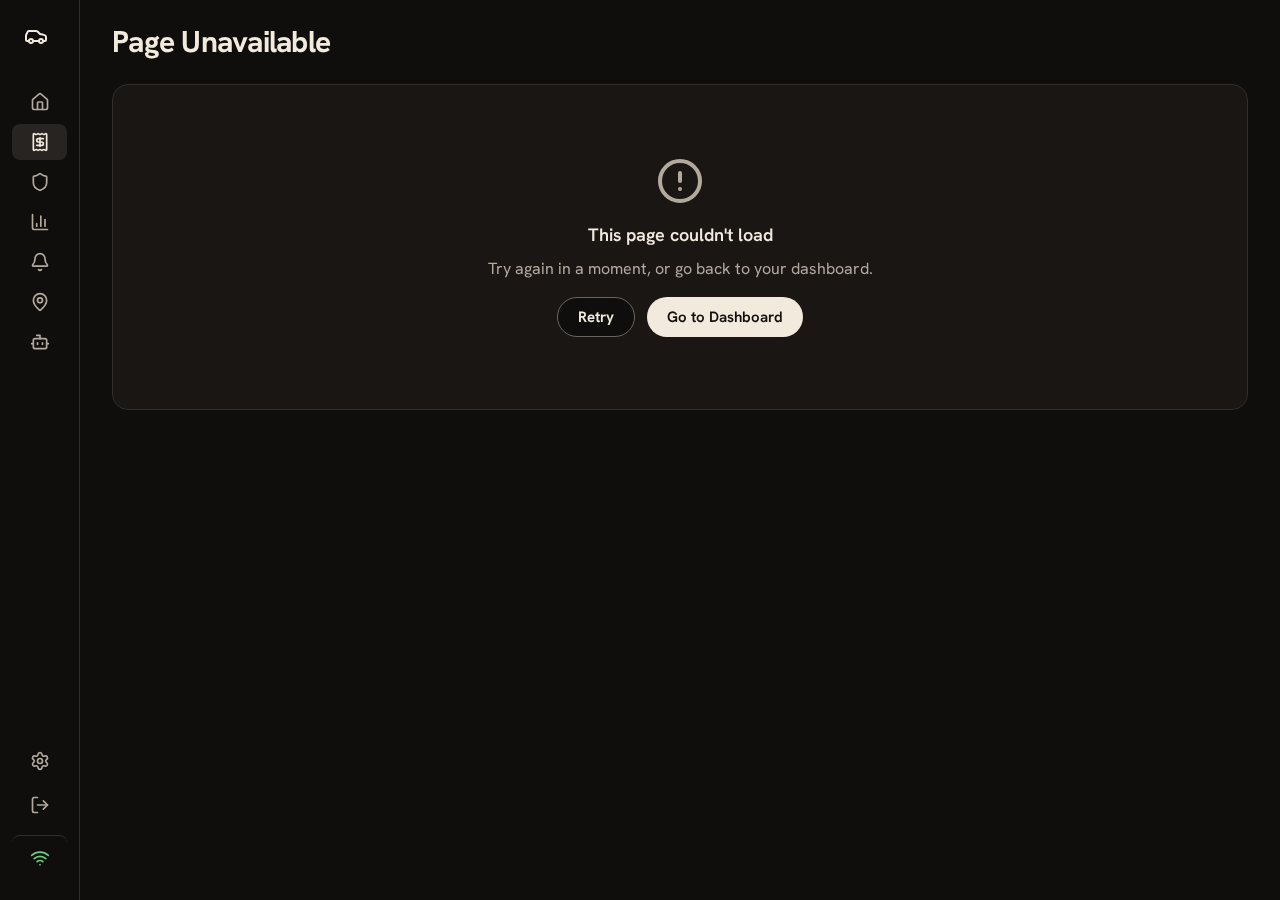 Page Unavailable
This page couldn't load
Try again in a moment, or go back to your dashboard.
Retry
Go to Dashboard